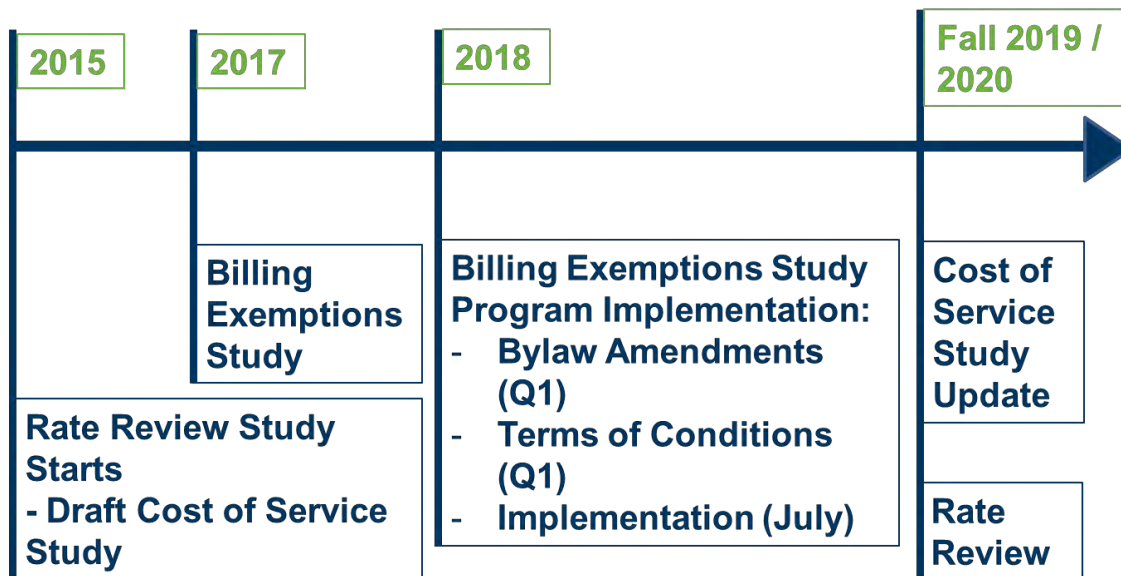 2015
2017
2018
Fall 2019 /
2020
Billing
Exemptions
Study
Rate Review Study
Starts
- Draft Cost of Service
Study
Billing Exemptions Study
Program Implementation:
- Bylaw Amendments
(Q1)
- Terms of Conditions
(Q1)
- Implementation (July)
Cost of
Service
Study
Update
Rate
Review